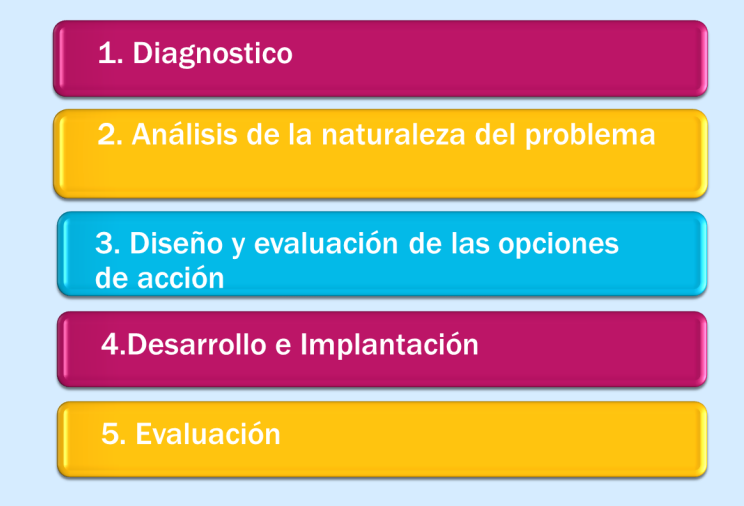 1. Diagnostico
2. Análisis de la naturaleza del problema
3. Diseño y evaluación de las opciones
de acción
4.Desarrollo e Implantación
5. Evaluación